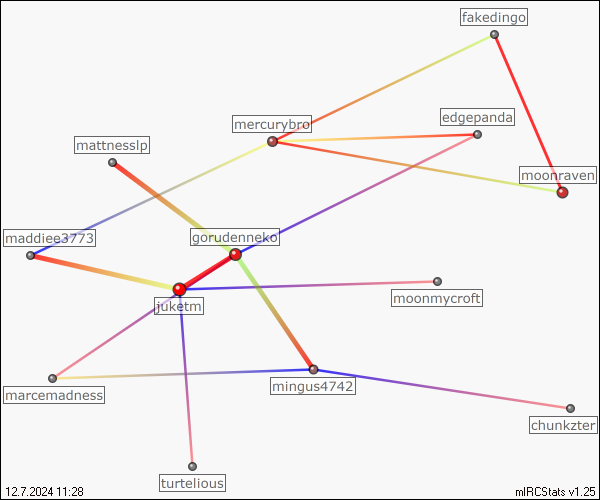 fakedingo
edgepanda
mercurybro
mattnesslp
moonraven
gorudenneko
maddiee3773
moonmycroft
juketm
mingus4742
marcemadness
chunkzter
turtelious
12.7.2024 11:28
mIRCStats v1.25